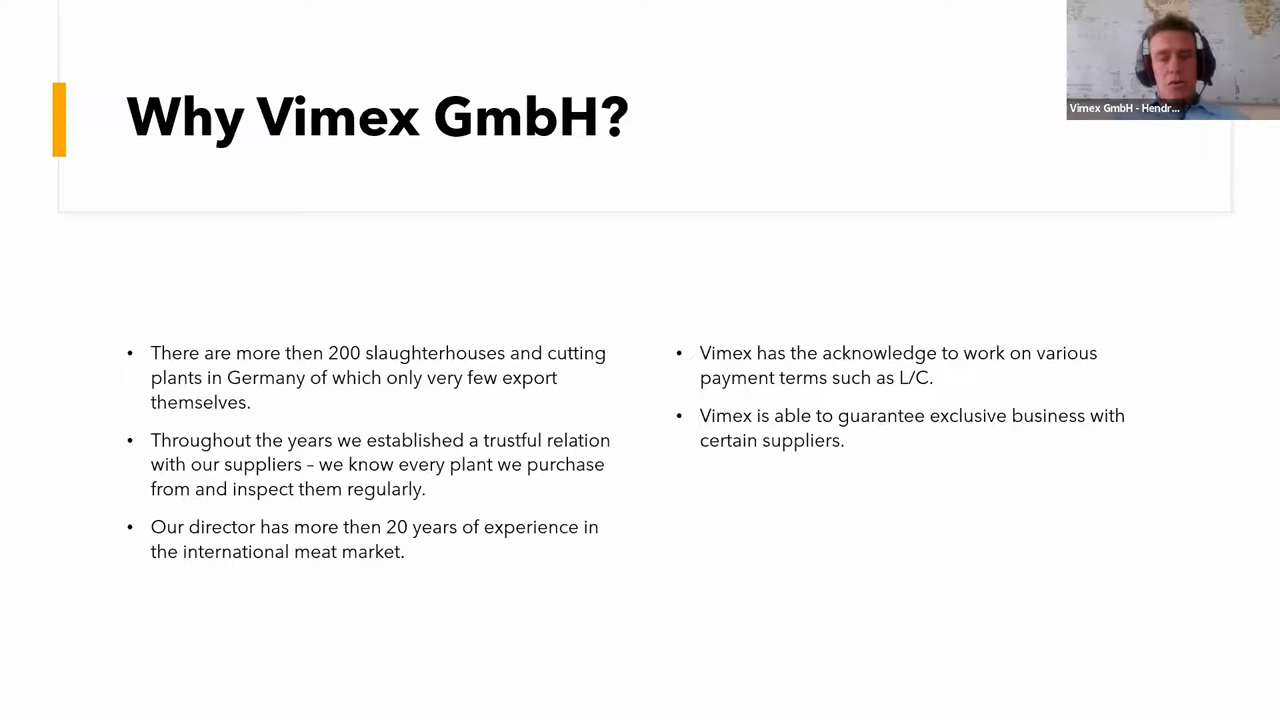 Why Vimex GmbH?
Vimex GmbH - Hendr...
• There are more then 200 slaughterhouses and cutting
plants in Germany of which only very few export
themselves.
• Throughout the years we established a trustful relation
with our suppliers – we know every plant we purchase
from and inspect them regularly.
• Our director has more then 20 years of experience in
the international meat market.
• Vimex has the acknowledge to work on various
payment terms such as L/C.
• Vimex is able to guarantee exclusive business with
certain suppliers.